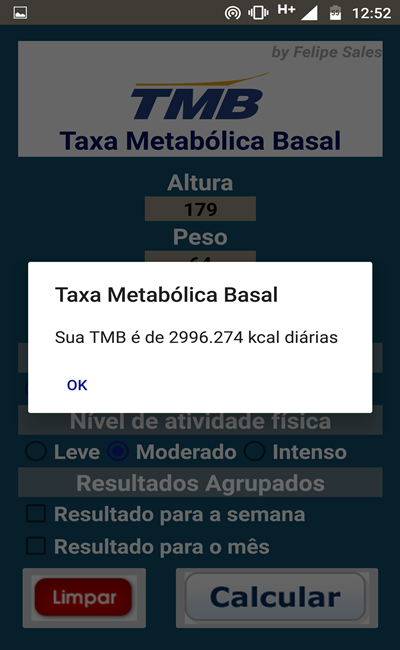 H+ 12:52
by Felipe Sales
TMB
Taxa Metabólica Basal
Altura
179
Peso
Taxa Metabólica Basal
Sua TMB é de 2996.274 kcal diárias
OK
Nível de atividade física
Leve Moderado Intenso
Resultados Agrupados
Resultado para a semana
Resultado para o mês
Limpar Calcular